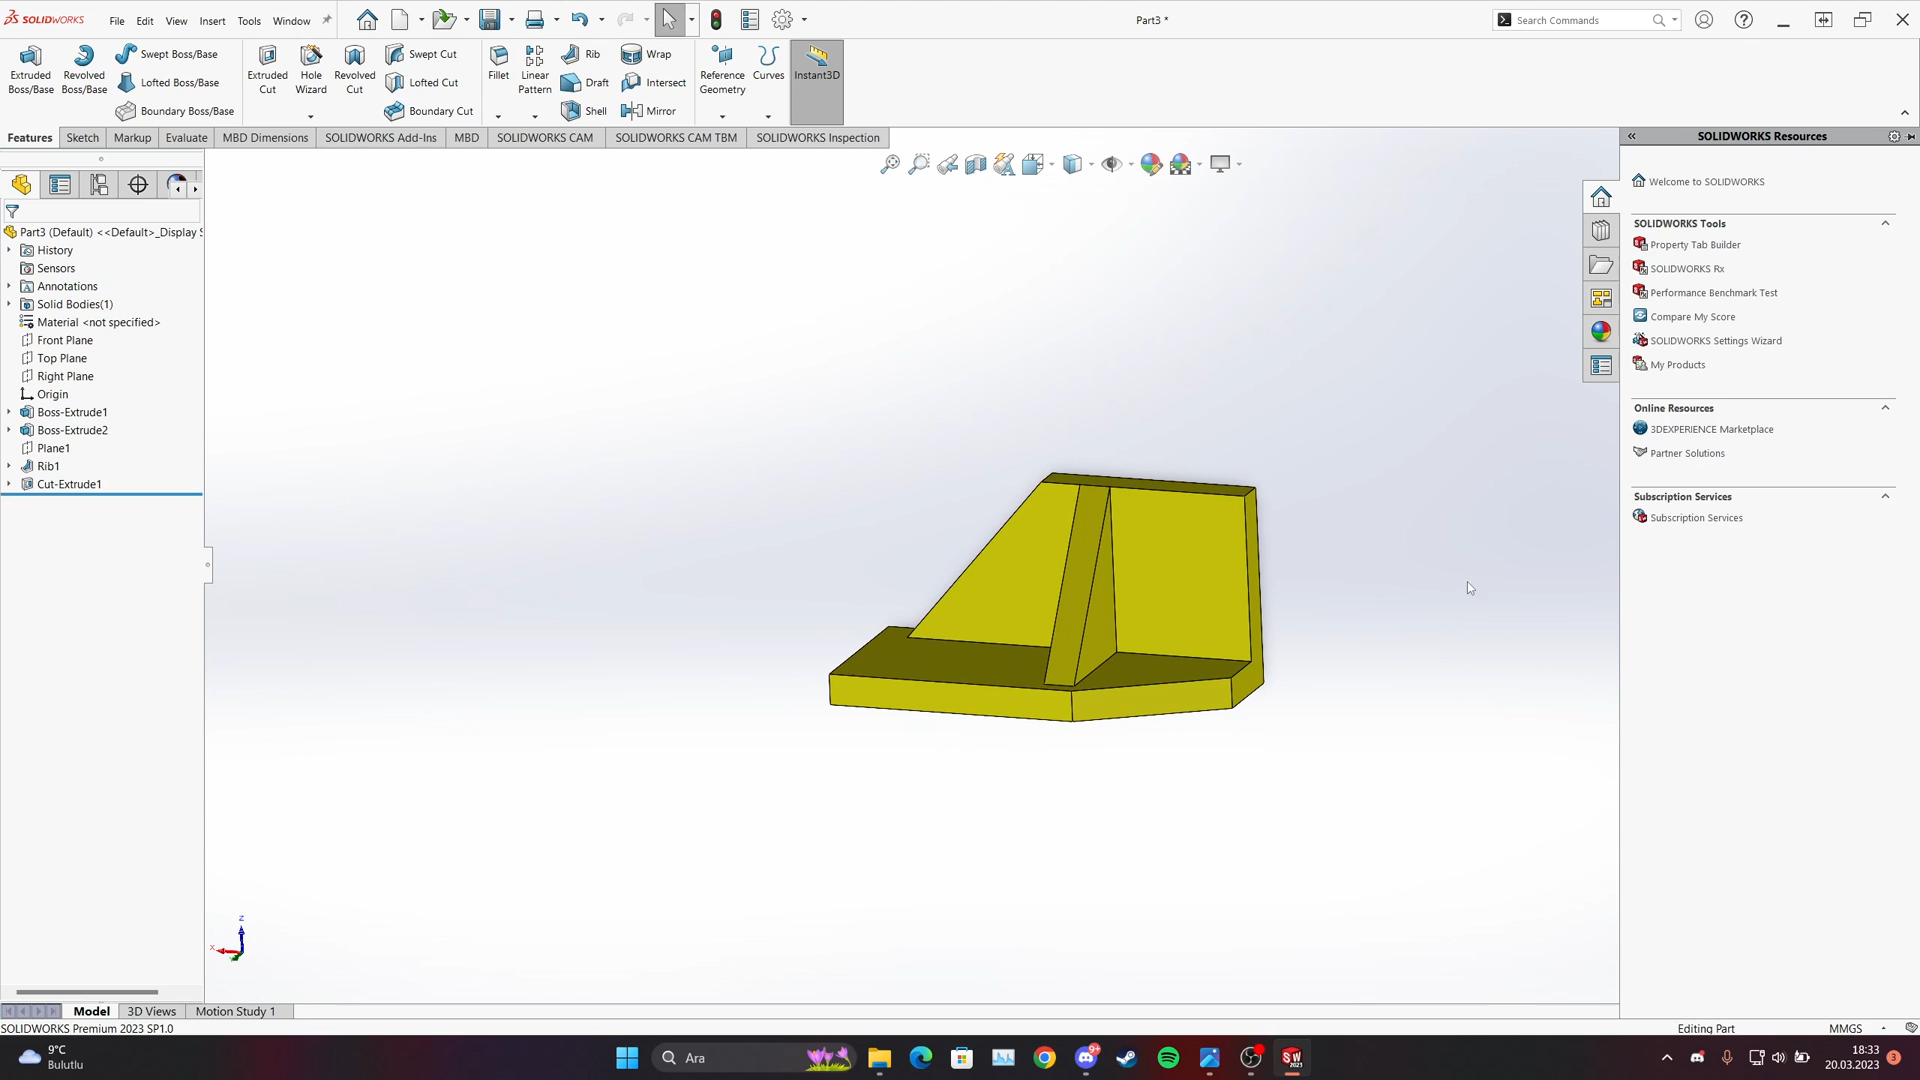 SOLIDWORKS File Edit View Insert Tools Window Part3 * Search Commands
Extruded Boss/Base
Revolved Boss/Base
Swept Boss/Base
Lofted Boss/Base
Boundary Boss/Base
Extruded Cut
Hole Wizard
Revolved Cut
Swept Cut
Lofted Cut
Boundary Cut
Fillet
Linear Pattern
Rib
Draft
Shell
Wrap
Intersect
Mirror
Reference Geometry
Curves
Instant3D
Features Sketch Markup Evaluate MBD Dimensions SOLIDWORKS Add-Ins MBD SOLIDWORKS CAM SOLIDWORKS CAM TBM SOLIDWORKS Inspection
Part3 (Default) <<Default>_Display S
History
Sensors
Annotations
Solid Bodies(1)
Material <not specified>
Front Plane
Top Plane
Right Plane
Origin
Boss-Extrude1
Boss-Extrude2
Plane1
Rib1
Cut-Extrude1
z
x
SOLIDWORKS Resources
Welcome to SOLIDWORKS
SOLIDWORKS Tools
Property Tab Builder
SOLIDWORKS Rx
Performance Benchmark Test
Compare My Score
SOLIDWORKS Settings Wizard
My Products
Online Resources
3DEXPERIENCE Marketplace
Partner Solutions
Subscription Services
Subscription Services
Model 3D Views Motion Study 1
SOLIDWORKS Premium 2023 SP1.0 Editing Part MMGS
9°C
Bulutlu
Ara
9+
SW
2023
18:33
20.03.2023
3